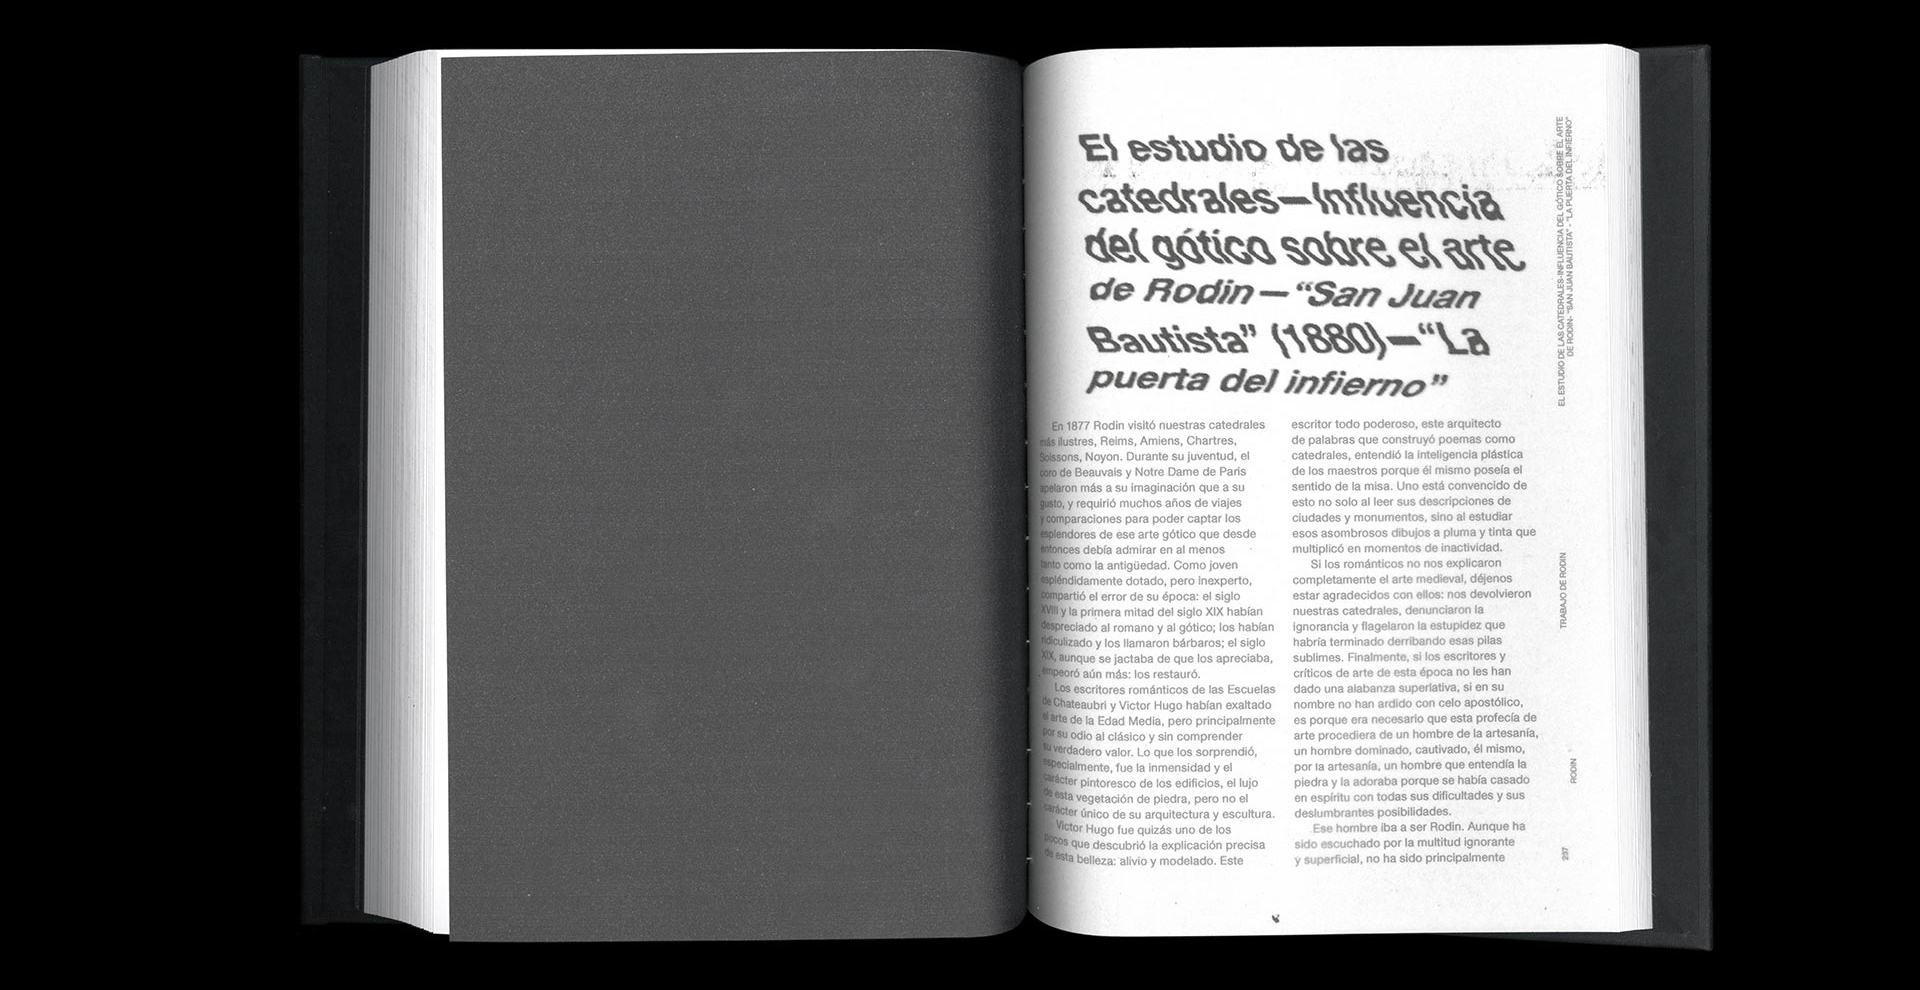 El estudio de las
catedrales—Influencia
del gótico sobre el arte
de Rodin—“San Juan
Bautista” (1880)—“La
puerta del infierno”
En 1877 Rodin visitó nuestras catedrales
más ilustres, Reims, Amiens, Chartres,
Soissons, Noyon. Durante su juventud, el
coro de Beauvais y Notre Dame de Paris
apelaron más a su imaginación que a su
gusto, y requirió muchos años de viajes
y comparaciones para poder captar los
esplendores de ese arte gótico que desde
entonces debía admirar en al menos
tanto como la antigüedad. Como joven
espléndidamente dotado, pero inexperto,
compartió el error de su época: el siglo
XVIII y la primera mitad del siglo XIX habían
despreciado al romano y al gótico; los habían
ridiculizado y los llamaron bárbaros; el siglo
XIX, aunque se jactaba de que los apreciaba,
empeoró aún más: los restauró.
Los escritores románticos de las Escuelas
de Chateaubri y Victor Hugo habían exaltado
el arte de la Edad Media, pero principalmente
por su odio al clásico y sin comprender
su verdadero valor. Lo que los sorprendió,
especialmente, fue la inmensidad y el
carácter pintoresco de los edificios, el lujo
de esta vegetación de piedra, pero no el
carácter único de su arquitectura y escultura.
Victor Hugo fue quizás uno de los
pocos que descubrió la explicación precisa
de esta belleza: alivio y modelado. Este
escritor todo poderoso, este arquitecto
de palabras que construyó poemas como
catedrales, entendió la inteligencia plástica
de los maestros porque él mismo poseía el
sentido de la misa. Uno está convencido de
esto no solo al leer sus descripciones de
ciudades y monumentos, sino al estudiar
esos asombrosos dibujos a pluma y tinta que
multiplicó en momentos de inactividad.
Si los románticos no nos explicaron
completamente el arte medieval, déjenos
estar agradecidos con ellos: nos devolvieron
nuestras catedrales, denunciaron la
ignorancia y flagelaron la estupidez que
habría terminado derribando esas pilas
sublimes. Finalmente, si los escritores y
críticos de arte de esta época no les han
dado una alabanza superlativa, si en su
nombre no han ardido con celo apostólico,
es porque era necesario que esta profecía de
arte procediera de un hombre de la artesanía,
un hombre dominado, cautivado, él mismo,
por la artesanía, un hombre que entendía la
piedra y la adoraba porque se había casado
en espíritu con todas sus dificultades y sus
deslumbrantes posibilidades.
Ese hombre iba a ser Rodin. Aunque ha
sido escuchado por la multitud ignorante
y superficial, no ha sido principalmente
EL ESTUDIO DE LAS CATEDRALES-INFLUENCIA DEL GÓTICO SOBRE EL ARTE
DE RODIN- "SAN JUAN BAUTISTA" - "LA PUERTA DEL INFIERNO"
TRABAJO DE RODIN
RODIN
237